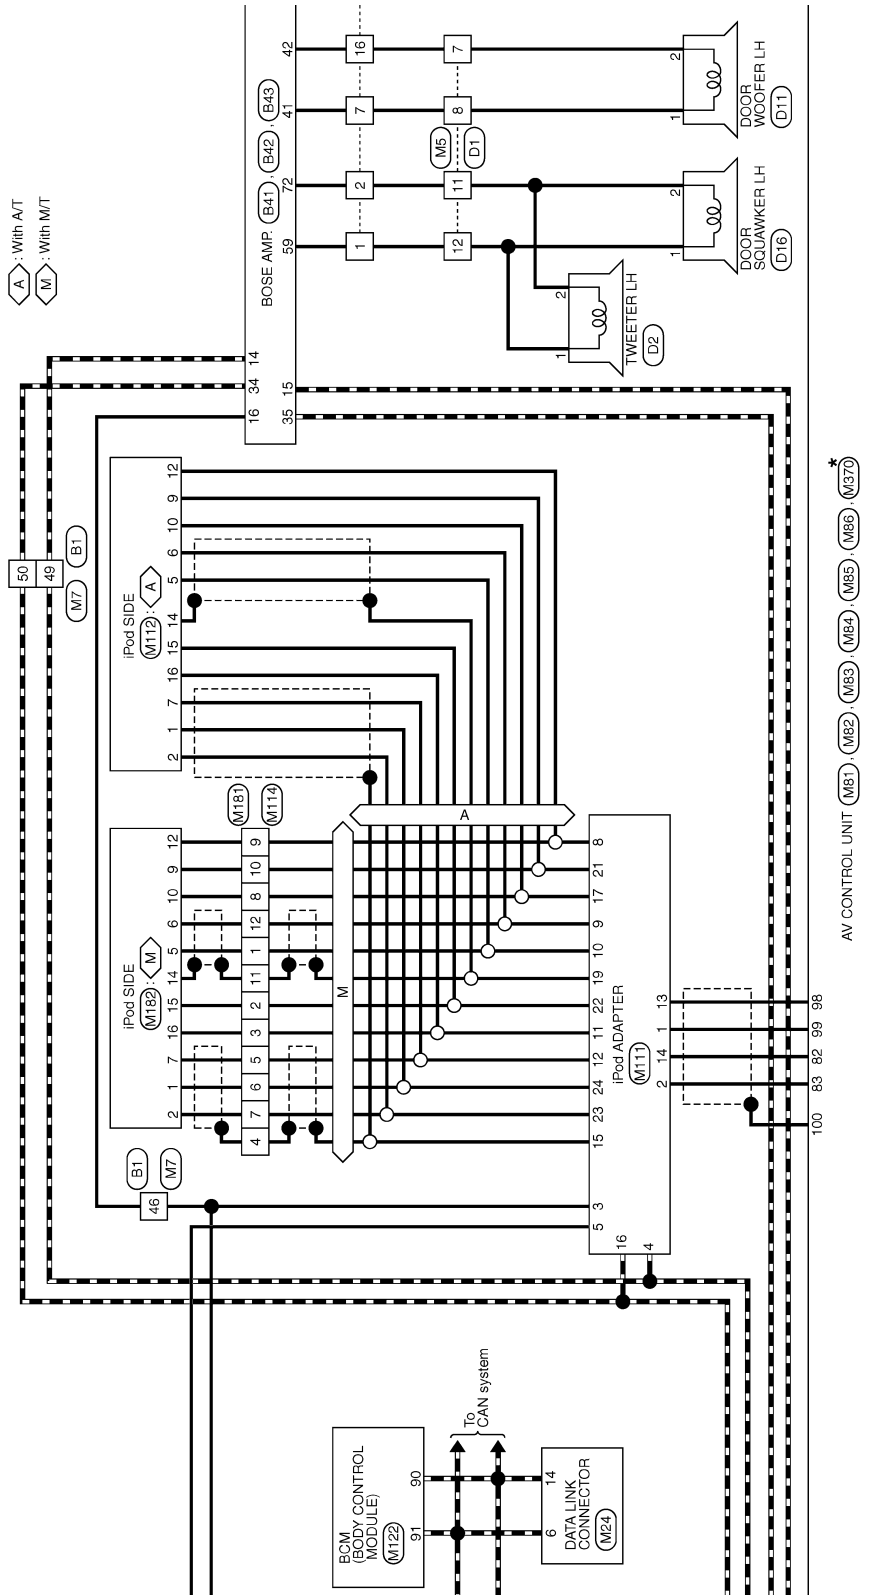 A : With A/T
M : With M/T
BOSE AMP. B41 , B42 , B43
42
41
72
59
16
7
2
1
7
8
11
12
M5
D1
2
1
DOOR
WOOFER LH
D11
2
1
DOOR
SQUAWKER LH
D16
2
1
TWEETER LH
D2
14
34
16
15
35
50
49
M7
B1
iPod SIDE
M112 : A
12
9
10
6
5
14
15
16
7
1
2
A
M181
M114
iPod SIDE
M182 : M
12
9
10
6
5
14
15
16
7
1
2
9
10
8
12
1
11
2
3
5
6
7
4
M
8
21
17
9
10
19
22
11
12
24
23
15
3
5
iPod ADAPTER
M111
13
1
14
2
16
4
98
99
82
83
100
AV CONTROL UNIT M81 , M82 , M83 , M84 , M85 , M86 , M370 *
B1
M7
46
BCM
(BODY CONTROL
MODULE)
M122
90
91
To
CAN system
14
6
DATA LINK
CONNECTOR
M24